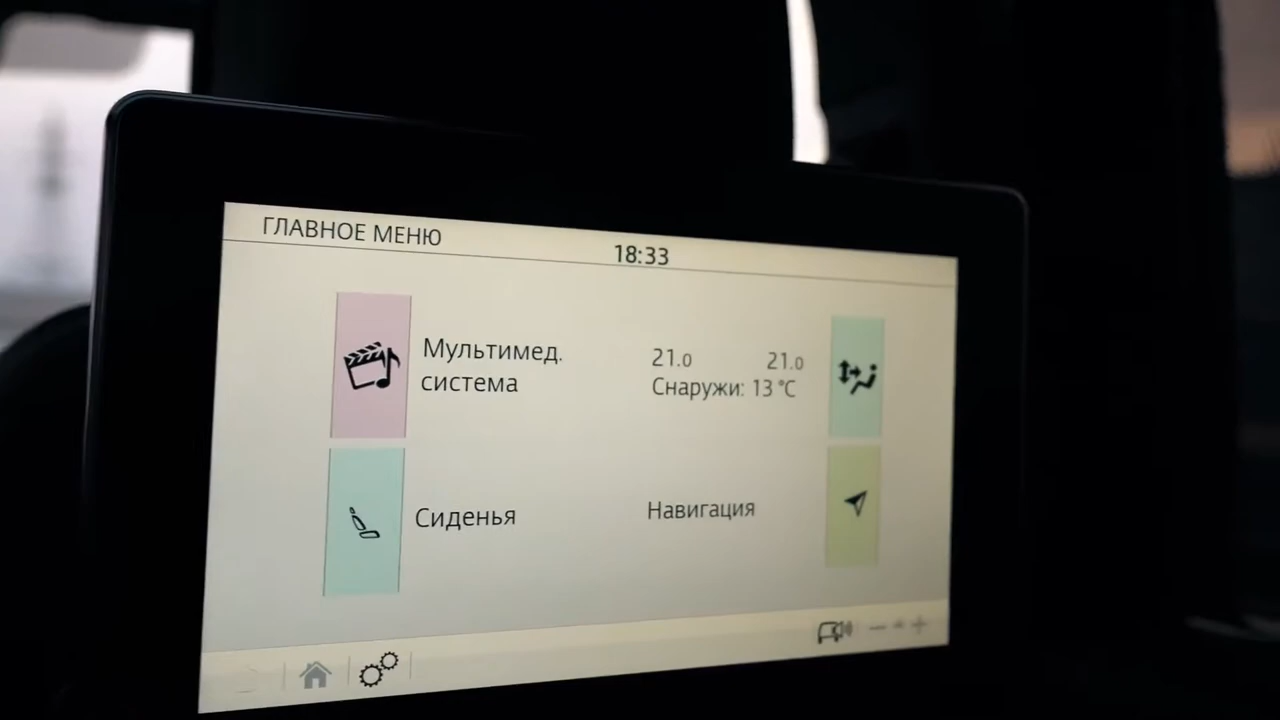 ГЛАВНОЕ МЕНЮ
18:33
Мультимед.
система
21.0 21.0
Снаружи: 13 °C
Сиденья
Навигация